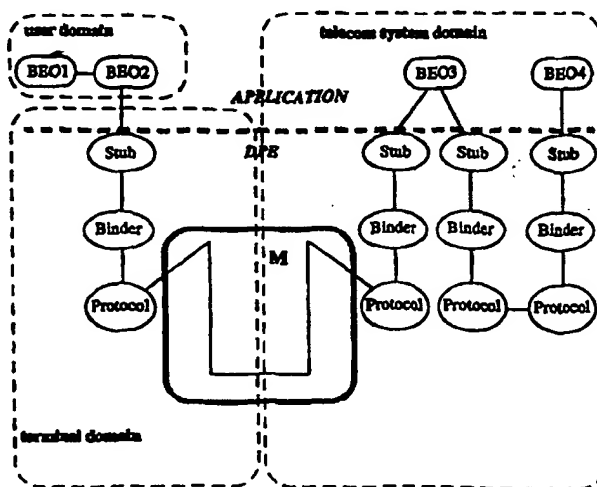 user domain
telecom system domain
BEO1
BEO2
BEO3
BEO4
APPLICATION
DPE
Stub
Stub
Stub
Stub
Binder
Binder
Binder
Binder
M
Protocol
Protocol
Protocol
Protocol
terminal domain